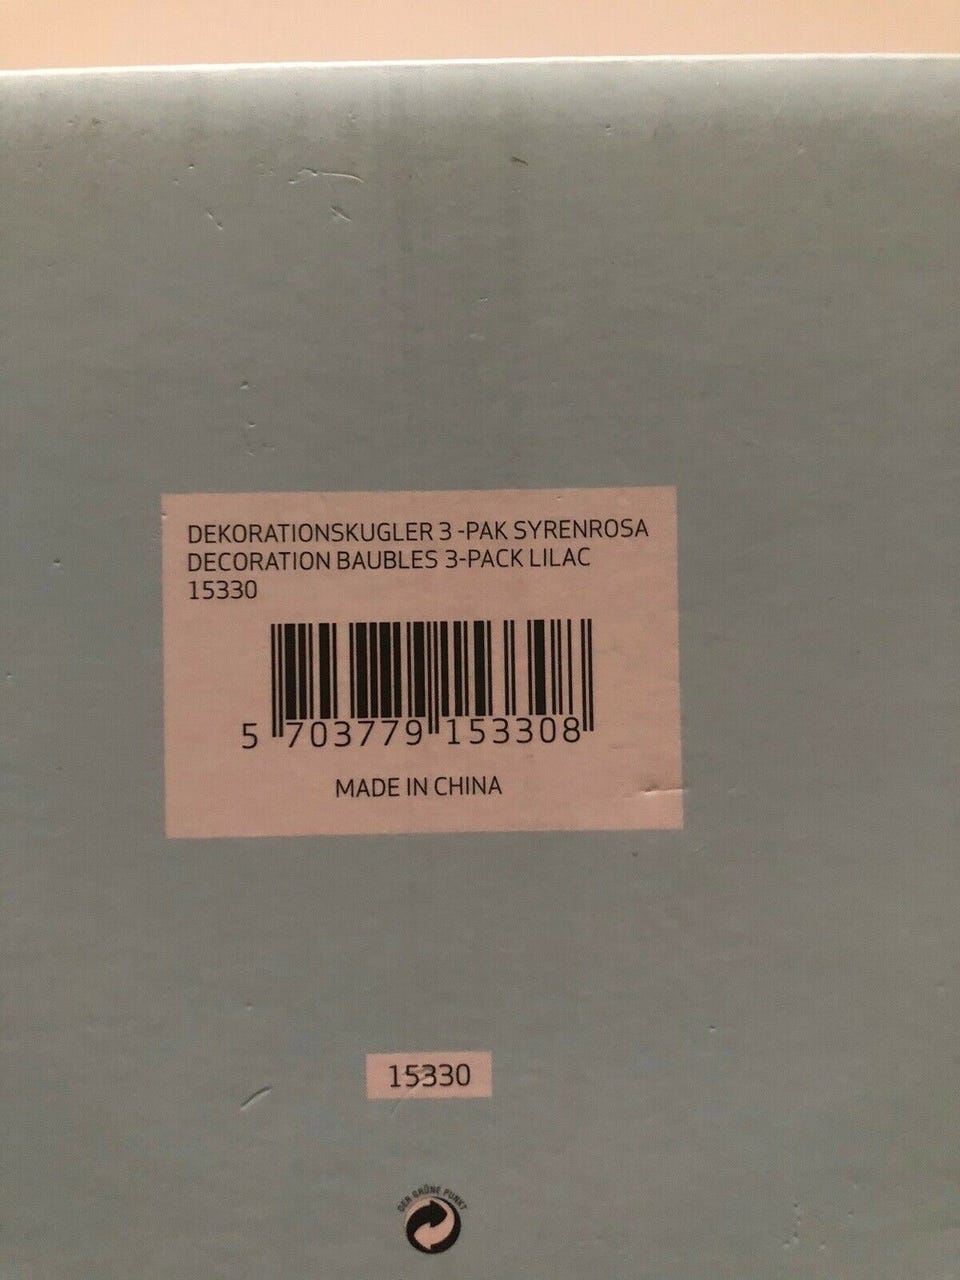 DEKORATIONSKUGLER 3 -PAK SYRENROSA
DECORATION BAUBLES 3-PACK LILAC
15330
5 703779 153308
MADE IN CHINA
15330
DER GRÜNE PUNKT